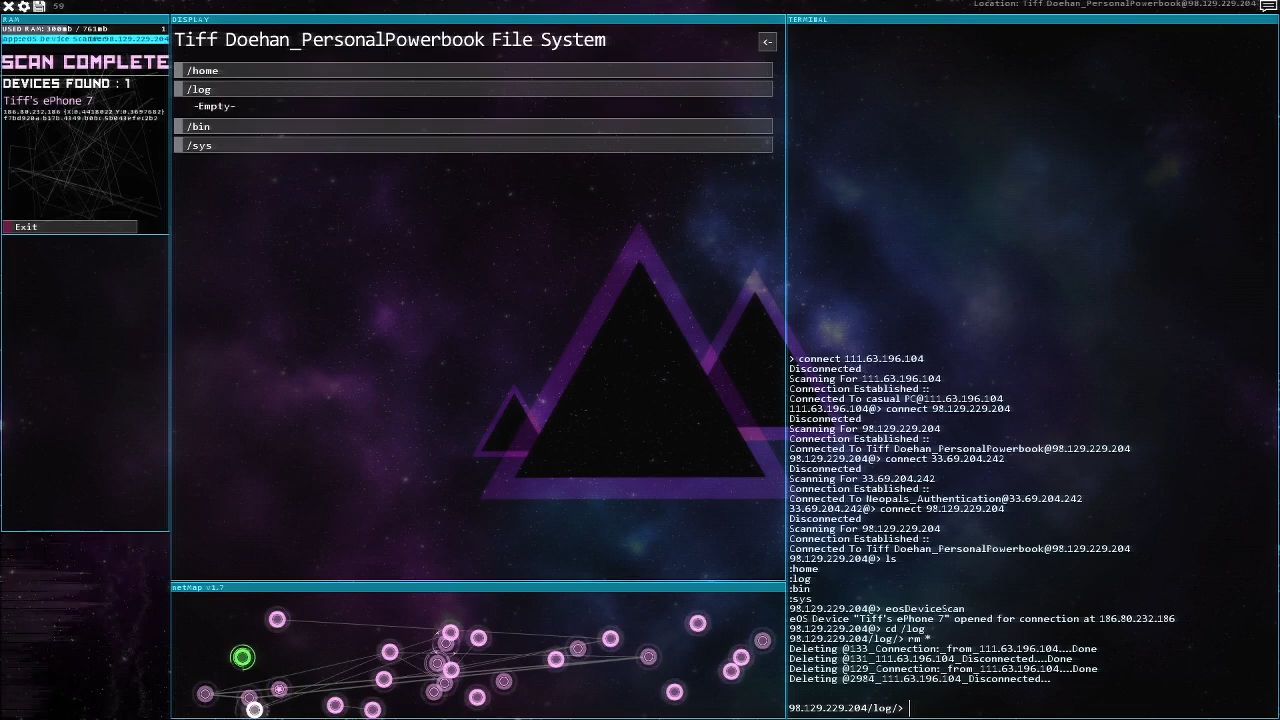 59
Location: Tiff Doehan_PersonalPowerbook@98.129.229.204
RAM
USED RAM: 300mb / 761mb 1
SCAN COMPLETE
DEVICES FOUND : 1
Tiff's ePhone 7
Exit
DISPLAY
Tiff Doehan_PersonalPowerbook File System
<-
/home
/log
-Empty-
/bin
/sys
netMap v1.7
TERMINAL
> connect 111.63.196.104
Disconnected
Scanning For 111.63.196.104
Connection Established ::
Connected To casual PC@111.63.196.104
111.63.196.104@> connect 98.129.229.204
Disconnected
Scanning For 98.129.229.204
Connection Established ::
Connected To Tiff Doehan_PersonalPowerbook@98.129.229.204
98.129.229.204@> connect 33.69.204.242
Disconnected
Scanning For 33.69.204.242
Connection Established ::
Connected To Neopals_Authentication@33.69.204.242
33.69.204.242@> connect 98.129.229.204
Disconnected
Scanning For 98.129.229.204
Connection Established ::
Connected To Tiff Doehan_PersonalPowerbook@98.129.229.204
98.129.229.204@> ls
:home
:log
:bin
:sys
98.129.229.204@> eosDeviceScan
eOS Device "Tiff's ePhone 7" opened for connection at 186.80.232.186
98.129.229.204@> cd /log
98.129.229.204/log/> rm *
Deleting @133_Connection:_from_111.63.196.104....Done
Deleting @131_111.63.196.104_Disconnected....Done
Deleting @129_Connection:_from_111.63.196.104....Done
Deleting @2984_111.63.196.104_Disconnected...
98.129.229.204/log/>